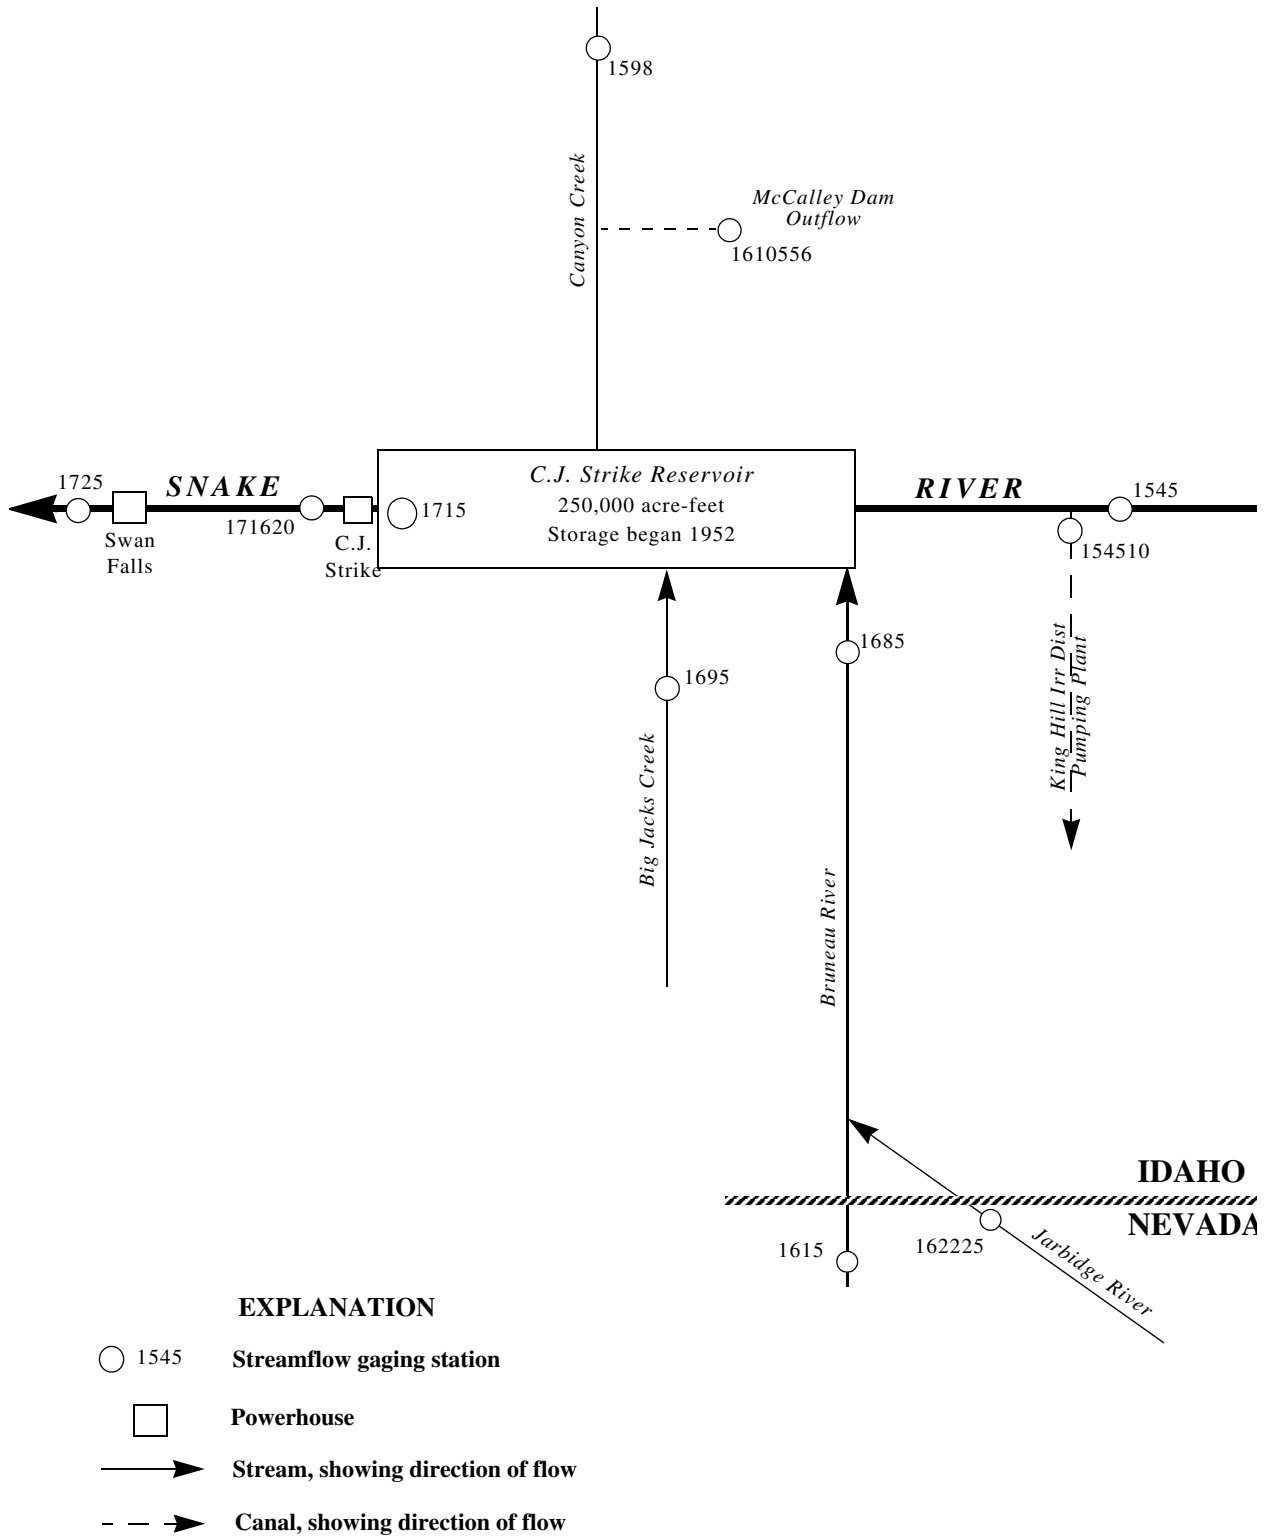 1598
Canyon Creek
McCalley Dam
Outflow
1610556
1725
SNAKE
171620
Swan
Falls
C.J.
Strike
1715
C.J. Strike Reservoir
250,000 acre-feet
Storage began 1952
RIVER
1545
154510
King Hill Irr Dist
Pumping Plant
1685
1695
Big Jacks Creek
Bruneau River
IDAHO
NEVADA
1615
162225
Jarbidge River
EXPLANATION
1545 Streamflow gaging station
Powerhouse
Stream, showing direction of flow
Canal, showing direction of flow